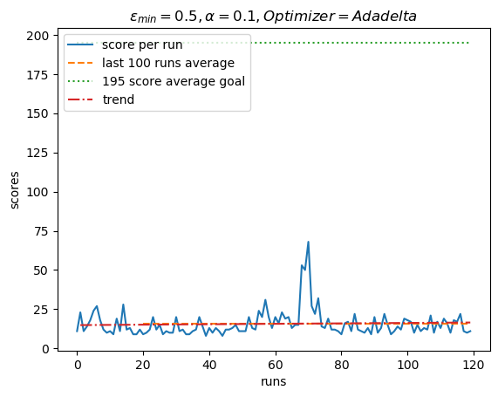 ε_min = 0.5, α = 0.1, Optimizer = Adadelta
200
175
150
125
100
75
50
25
0
scores
score per run
last 100 runs average
195 score average goal
trend
0 20 40 60 80 100 120
runs